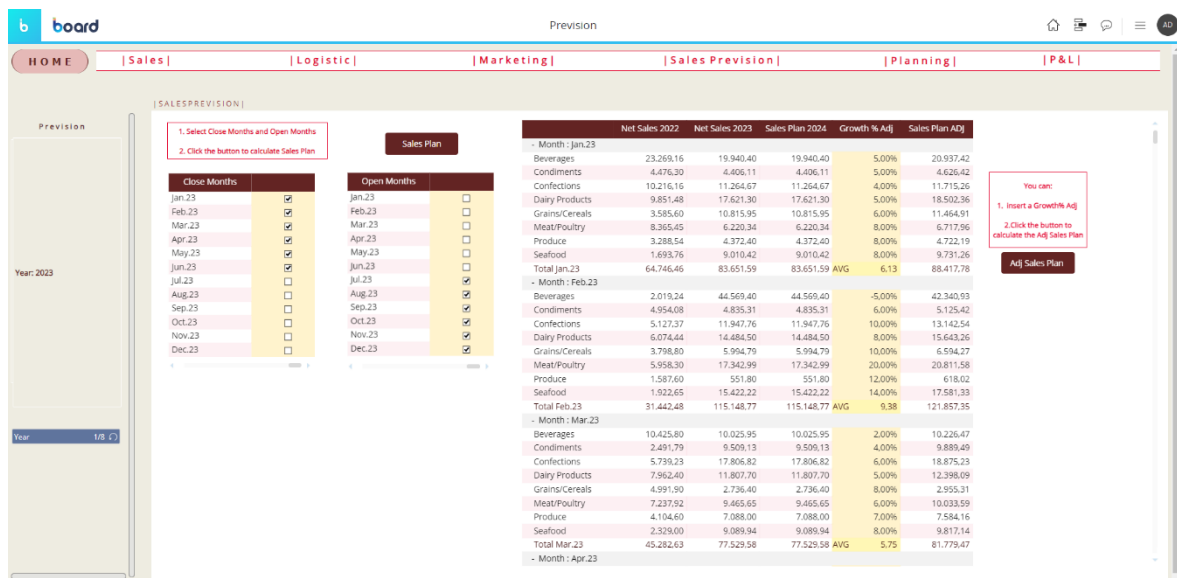 b board Prevision AD
HOME |Sales| |Logistic| |Marketing| |Sales Prevision| |Planning| |P&L|
|SALESPREVISION|
Prevision
Year: 2023
Year 1/8
1. Select Close Months and Open Months
2. Click the button to calculate Sales Plan
Sales Plan
Close Months
Jan.23
Feb.23
Mar.23
Apr.23
May.23
Jun.23
Jul.23
Aug.23
Sep.23
Oct.23
Nov.23
Dec.23
Open Months
Jan.23
Feb.23
Mar.23
Apr.23
May.23
Jun.23
Jul.23
Aug.23
Sep.23
Oct.23
Nov.23
Dec.23
Net Sales 2022 Net Sales 2023 Sales Plan 2024 Growth % Adj Sales Plan ADJ
- Month : Jan.23
Beverages 23.269,16 19.940,40 19.940,40 5,00% 20.937,42
Condiments 4.476,30 4.406,11 4.406,11 5,00% 4.626,42
Confections 10.216,16 11.264,67 11.264,67 4,00% 11.715,26
Dairy Products 9.851,48 17.621,30 17.621,30 5,00% 18.502,36
Grains/Cereals 3.585,60 10.815,95 10.815,95 6,00% 11.464,91
Meat/Poultry 8.365,45 6.220,34 6.220,34 8,00% 6.717,96
Produce 3.288,54 4.372,40 4.372,40 8,00% 4.722,19
Seafood 1.693,76 9.010,42 9.010,42 8,00% 9.731,26
Total Jan.23 64.746,46 83.651,59 83.651,59 AVG 6,13 88.417,78
- Month : Feb.23
Beverages 2.019,24 44.569,40 44.569,40 -5,00% 42.340,93
Condiments 4.954,08 4.835,31 4.835,31 6,00% 5.125,42
Confections 5.127,37 11.947,76 11.947,76 10,00% 13.142,54
Dairy Products 6.074,44 14.484,50 14.484,50 8,00% 15.643,26
Grains/Cereals 3.798,80 5.994,79 5.994,79 10,00% 6.594,27
Meat/Poultry 5.958,30 17.342,99 17.342,99 20,00% 20.811,58
Produce 1.587,60 551,80 551,80 12,00% 618,02
Seafood 1.922,65 15.422,22 15.422,22 14,00% 17.581,33
Total Feb.23 31.442,48 115.148,77 115.148,77 AVG 9,38 121.857,35
- Month : Mar.23
Beverages 10.425,80 10.025,95 10.025,95 2,00% 10.226,47
Condiments 2.491,79 9.509,13 9.509,13 4,00% 9.889,49
Confections 5.739,23 17.806,82 17.806,82 6,00% 18.875,23
Dairy Products 7.962,40 11.807,70 11.807,70 5,00% 12.398,09
Grains/Cereals 4.991,90 2.736,40 2.736,40 8,00% 2.955,31
Meat/Poultry 7.237,92 9.465,65 9.465,65 6,00% 10.033,59
Produce 4.104,60 7.088,00 7.088,00 7,00% 7.584,16
Seafood 2.329,00 9.089,94 9.089,94 8,00% 9.817,14
Total Mar.23 45.282,63 77.529,58 77.529,58 AVG 5,75 81.779,47
- Month : Apr.23
You can:
1. insert a Growth% Adj
2.Click the button to
calculate the Adj Sales Plan
Adj Sales Plan